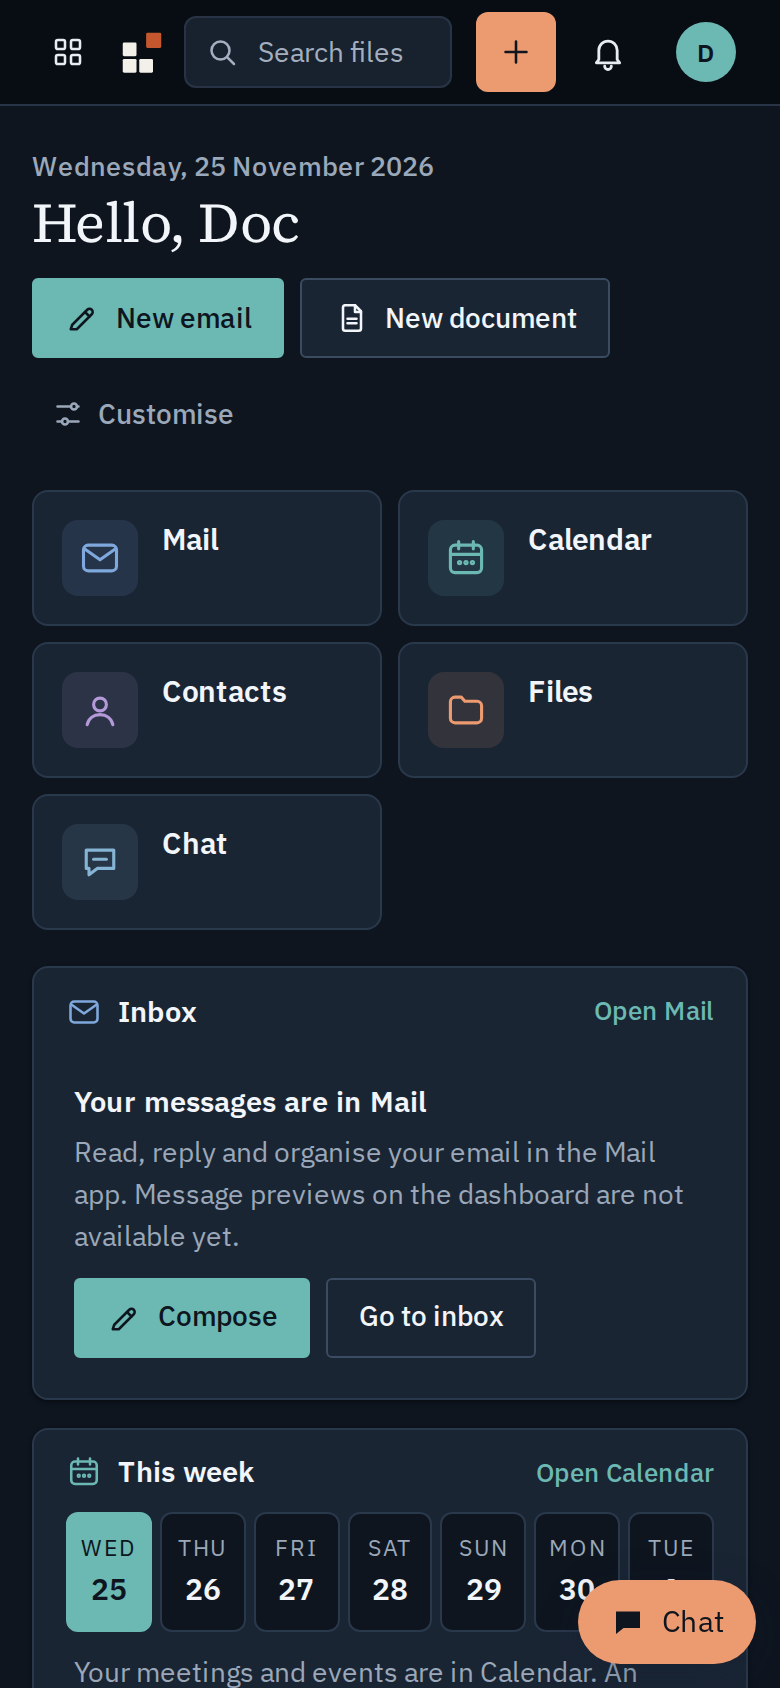 Search files
D
Wednesday, 25 November 2026
Hello, Doc
New email
New document
Customise
Mail
Calendar
Contacts
Files
Chat
Inbox
Open Mail
Your messages are in Mail
Read, reply and organise your email in the Mail
app. Message previews on the dashboard are not
available yet.
Compose
Go to inbox
This week
Open Calendar
WED THU FRI SAT SUN MON TUE
25 26 27 28 29 30
Chat
Your meetings and events are in Calendar. An